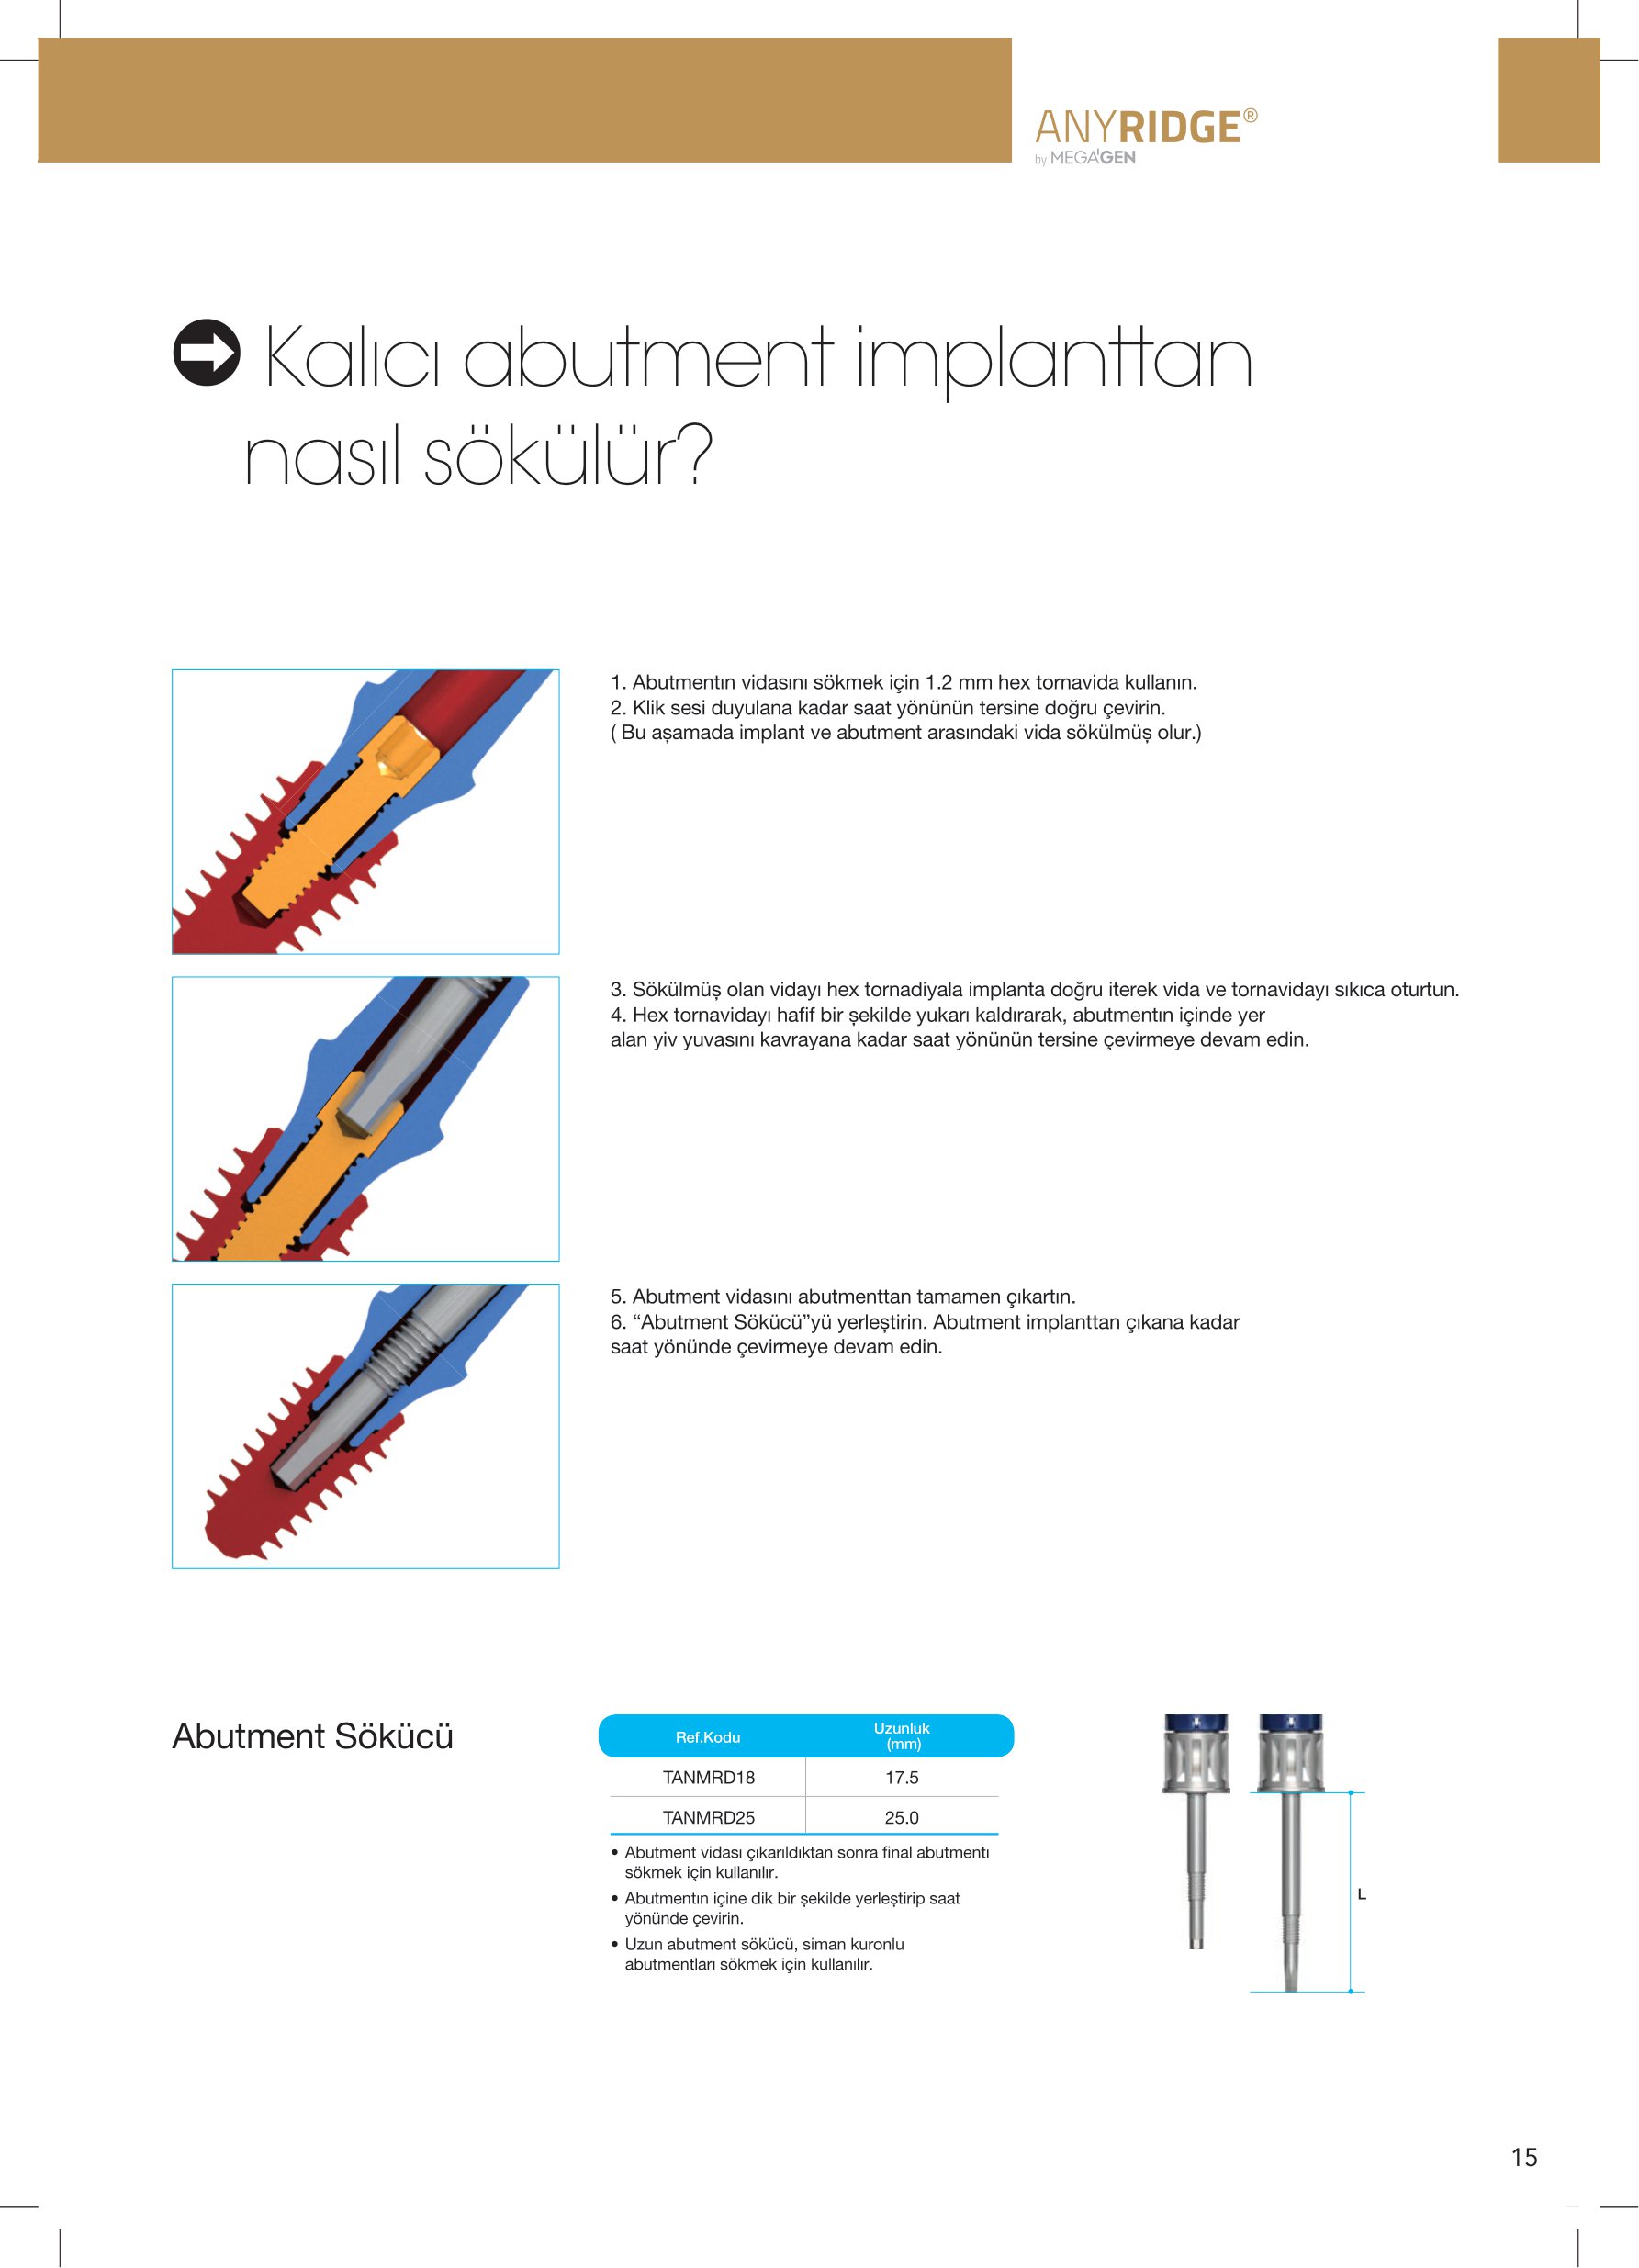 ANYRIDGE®
by MEGA'GEN
Kalıcı abutment implanttan
nasıl sökülür?
1. Abutmentın vidasını sökmek için 1.2 mm hex tornavida kullanın.
2. Klik sesi duyulana kadar saat yönünün tersine doğru çevirin.
( Bu aşamada implant ve abutment arasındaki vida sökülmüş olur.)
3. Sökülmüş olan vidayı hex tornadiyala implanta doğru iterek vida ve tornavidayı sıkıca oturtun.
4. Hex tornavidayı hafif bir şekilde yukarı kaldırarak, abutmentın içinde yer
alan yiv yuvasını kavrayana kadar saat yönünün tersine çevirmeye devam edin.
5. Abutment vidasını abutmenttan tamamen çıkartın.
6. “Abutment Sökücü”yü yerleştirin. Abutment implanttan çıkana kadar
saat yönünde çevirmeye devam edin.
Abutment Sökücü
Ref.Kodu Uzunluk
(mm)
TANMRD18 17.5
TANMRD25 25.0
• Abutment vidası çıkarıldıktan sonra final abutmentı
sökmek için kullanılır.
• Abutmentın içine dik bir şekilde yerleştirip saat
yönünde çevirin.
• Uzun abutment sökücü, siman kuronlu
abutmentları sökmek için kullanılır.
L
15